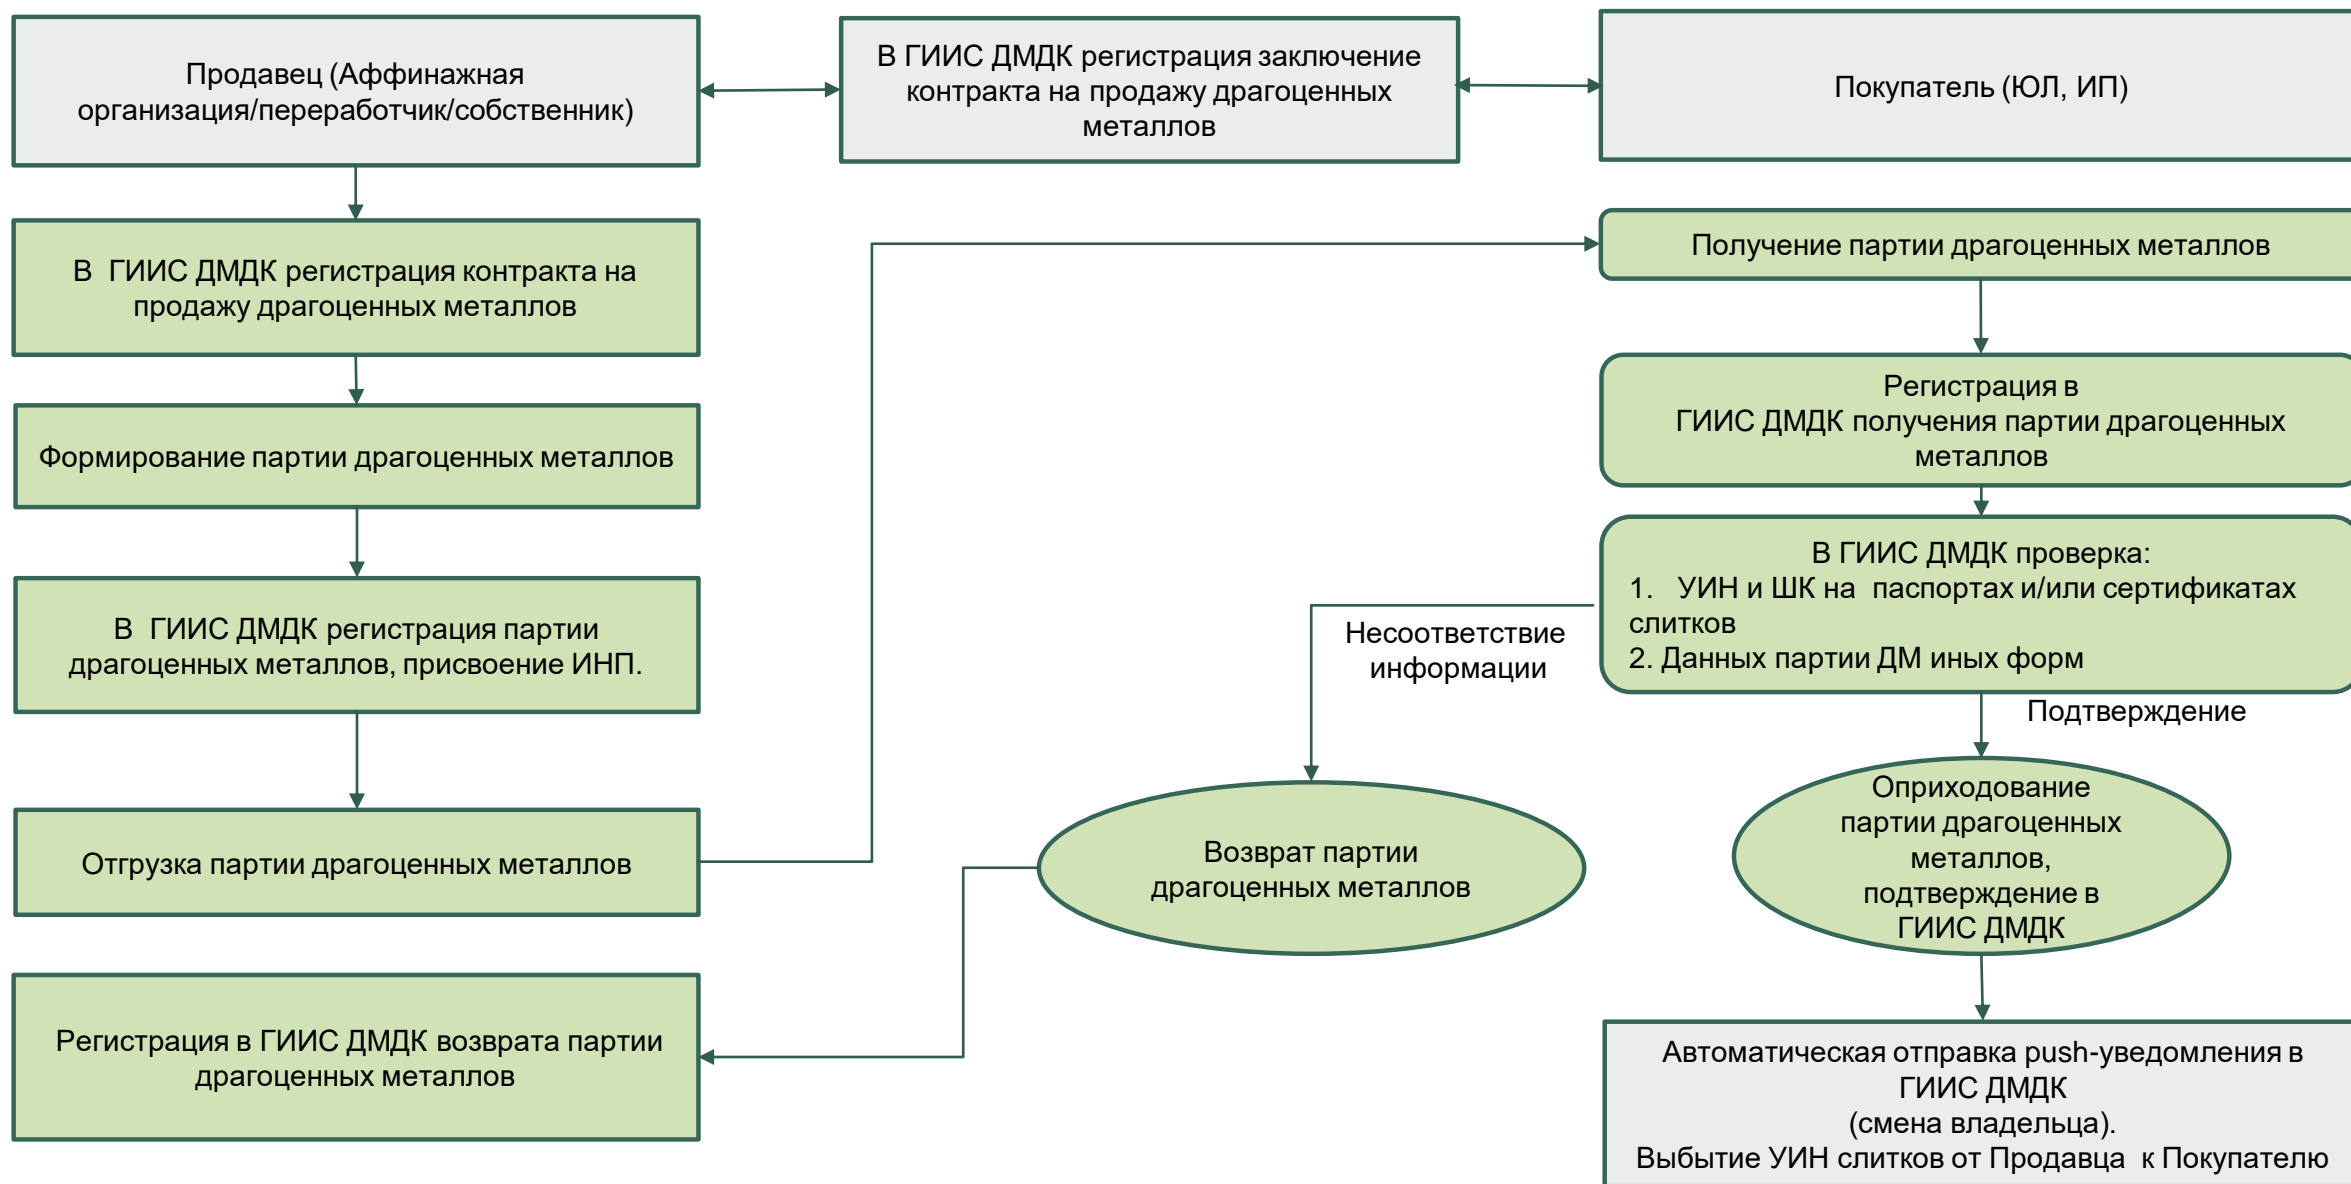 Продавец (Аффинажная
организация/переработчик/собственник)
В ГИИС ДМДК регистрация заключение
контракта на продажу драгоценных
металлов
Покупатель (ЮЛ, ИП)
В ГИИС ДМДК регистрация контракта на
продажу драгоценных металлов
Формирование партии драгоценных металлов
В ГИИС ДМДК регистрация партии
драгоценных металлов, присвоение ИНП.
Отгрузка партии драгоценных металлов
Регистрация в ГИИС ДМДК возврата партии
драгоценных металлов
Получение партии драгоценных металлов
Регистрация в
ГИИС ДМДК получения партии драгоценных
металлов
В ГИИС ДМДК проверка:
1. УИН и ШК на паспортах и/или сертификатах
слитков
2. Данных партии ДМ иных форм
Несоответствие
информации
Подтверждение
Возврат партии
драгоценных металлов
Оприходование
партии драгоценных
металлов,
подтверждение в
ГИИС ДМДК
Автоматическая отправка push-уведомления в
ГИИС ДМДК
(смена владельца).
Выбытие УИН слитков от Продавца к Покупателю